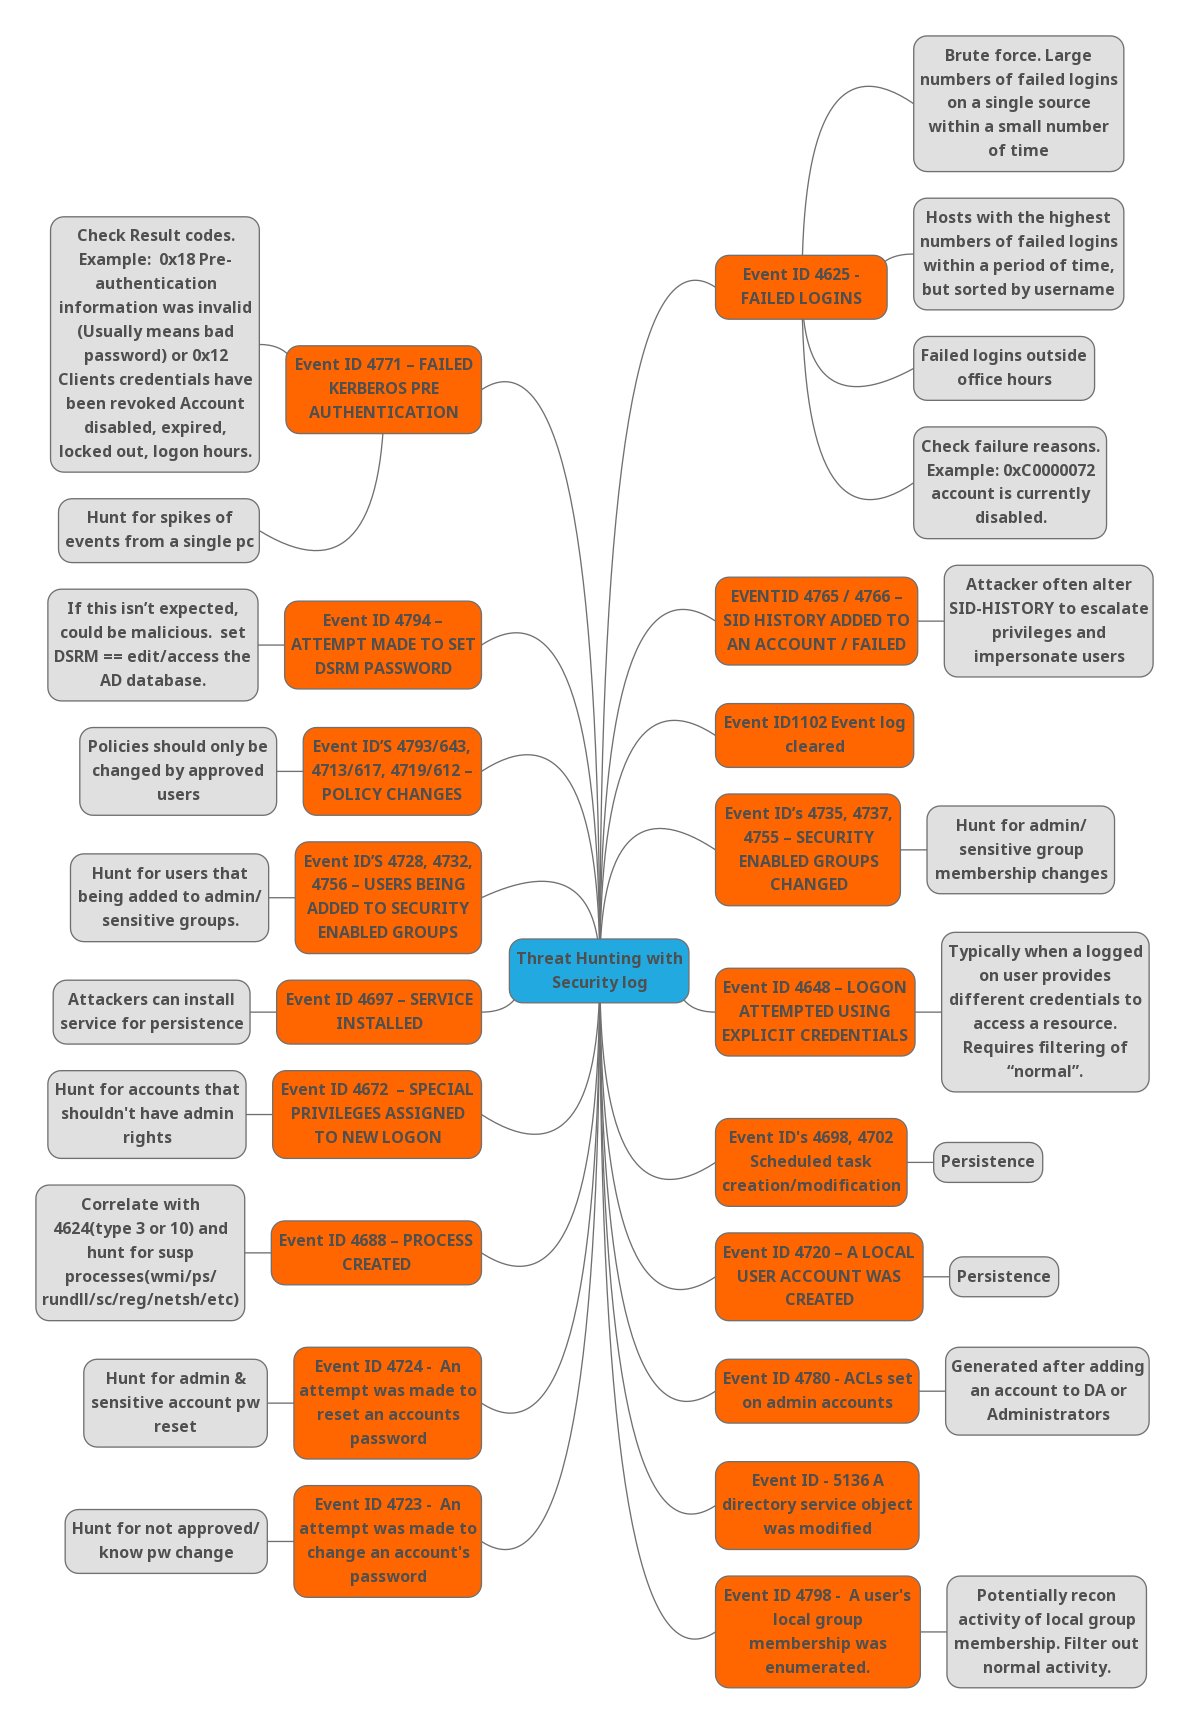 Threat Hunting with
Security log
Event ID 4771 – FAILED
KERBEROS PRE
AUTHENTICATION
Check Result codes.
Example:  0x18 Pre-
authentication
information was invalid
(Usually means bad
password) or 0x12
Clients credentials have
been revoked Account
disabled, expired,
locked out, logon hours.
Hunt for spikes of
events from a single pc
Event ID 4794 –
ATTEMPT MADE TO SET
DSRM PASSWORD
If this isn’t expected,
could be malicious.  set
DSRM == edit/access the
AD database.
Event ID’S 4793/643,
4713/617, 4719/612 –
POLICY CHANGES
Policies should only be
changed by approved
users
Event ID’S 4728, 4732,
4756 – USERS BEING
ADDED TO SECURITY
ENABLED GROUPS
Hunt for users that
being added to admin/
sensitive groups.
Event ID 4697 – SERVICE
INSTALLED
Attackers can install
service for persistence
Event ID 4672  – SPECIAL
PRIVILEGES ASSIGNED
TO NEW LOGON
Hunt for accounts that
shouldn't have admin
rights
Event ID 4688 – PROCESS
CREATED
Correlate with
4624(type 3 or 10) and
hunt for susp
processes(wmi/ps/
rundll/sc/reg/netsh/etc)
Event ID 4724 -  An
attempt was made to
reset an accounts
password
Hunt for admin &
sensitive account pw
reset
Event ID 4723 -  An
attempt was made to
change an account's
password
Hunt for not approved/
know pw change
Event ID 4625 -
FAILED LOGINS
Brute force. Large
numbers of failed logins
on a single source
within a small number
of time
Hosts with the highest
numbers of failed logins
within a period of time,
but sorted by username
Failed logins outside
office hours
Check failure reasons.
Example: 0xC0000072
account is currently
disabled.
EVENTID 4765 / 4766 –
SID HISTORY ADDED TO
AN ACCOUNT / FAILED
Attacker often alter
SID-HISTORY to escalate
privileges and
impersonate users
Event ID1102 Event log
cleared
Event ID’s 4735, 4737,
4755 – SECURITY
ENABLED GROUPS
CHANGED
Hunt for admin/
sensitive group
membership changes
Event ID 4648 – LOGON
ATTEMPTED USING
EXPLICIT CREDENTIALS
Typically when a logged
on user provides
different credentials to
access a resource.
Requires filtering of
“normal”.
Event ID's 4698, 4702
Scheduled task
creation/modification
Persistence
Event ID 4720 – A LOCAL
USER ACCOUNT WAS
CREATED
Persistence
Event ID 4780 - ACLs set
on admin accounts
Generated after adding
an account to DA or
Administrators
Event ID - 5136 A
directory service object
was modified
Event ID 4798 -  A user's
local group
membership was
enumerated.
Potentially recon
activity of local group
membership. Filter out
normal activity.